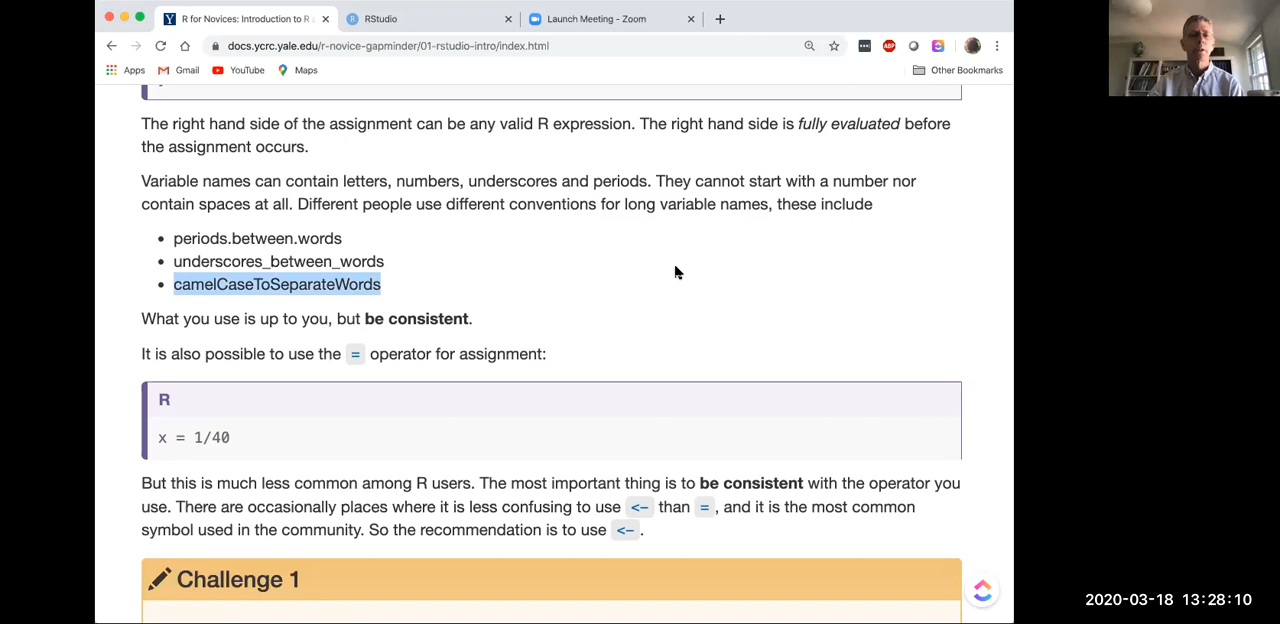 R for Novices: Introduction to R
RStudio
Launch Meeting - Zoom
docs.ycrc.yale.edu/r-novice-gapminder/01-rstudio-intro/index.html
ABP
Apps
Gmail
YouTube
Maps
Other Bookmarks
The right hand side of the assignment can be any valid R expression. The right hand side is fully evaluated before
the assignment occurs.
Variable names can contain letters, numbers, underscores and periods. They cannot start with a number nor
contain spaces at all. Different people use different conventions for long variable names, these include
• periods.between.words
• underscores_between_words
• camelCaseToSeparateWords
What you use is up to you, but be consistent.
It is also possible to use the = operator for assignment:
R
x = 1/40
But this is much less common among R users. The most important thing is to be consistent with the operator you
use. There are occasionally places where it is less confusing to use <- than =, and it is the most common
symbol used in the community. So the recommendation is to use <-.
Challenge 1
2020-03-18 13:28:10